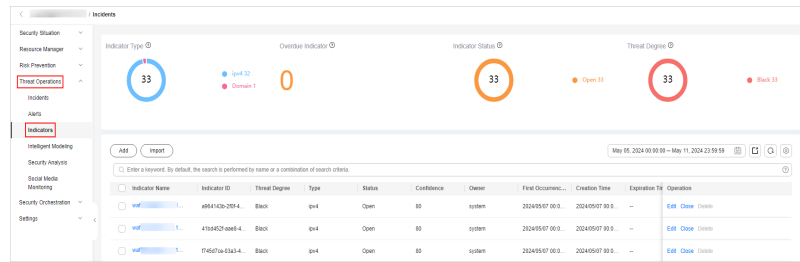 / Incidents
Security Situation
Resource Manager
Risk Prevention
Threat Operations
Incidents
Alerts
Indicators
Intelligent Modeling
Security Analysis
Social Media
Monitoring
Security Orchestration
Settings
Indicator Type
33
ipv4 32
Domain 1
Overdue Indicator
0
Indicator Status
33
Open 33
Threat Degree
33
Black 33
Add Import
May 05, 2024 00:00:00 – May 11, 2024 23:59:59
Enter a keyword. By default, the search is performed by name or a combination of search criteria.
Indicator Name Indicator ID Threat Degree Type Status Confidence Owner First Occurrenc... Creation Time Expiration Tir Operation
waf Black ipv4 Open 80 system 2024/05/07 00:0... 2024/05/07 00:0... -- Edit Close Delete
waf Black ipv4 Open 80 system 2024/05/07 00:0... 2024/05/07 00:0... -- Edit Close Delete
waf f745d7ce-03a3-4... Black ipv4 Open 80 system 2024/05/07 00:0... 2024/05/07 00:0... -- Edit Close Delete